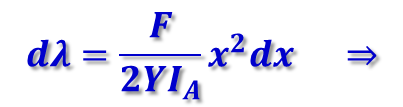 dλ = F / (2YI_A) x² dx ⇒